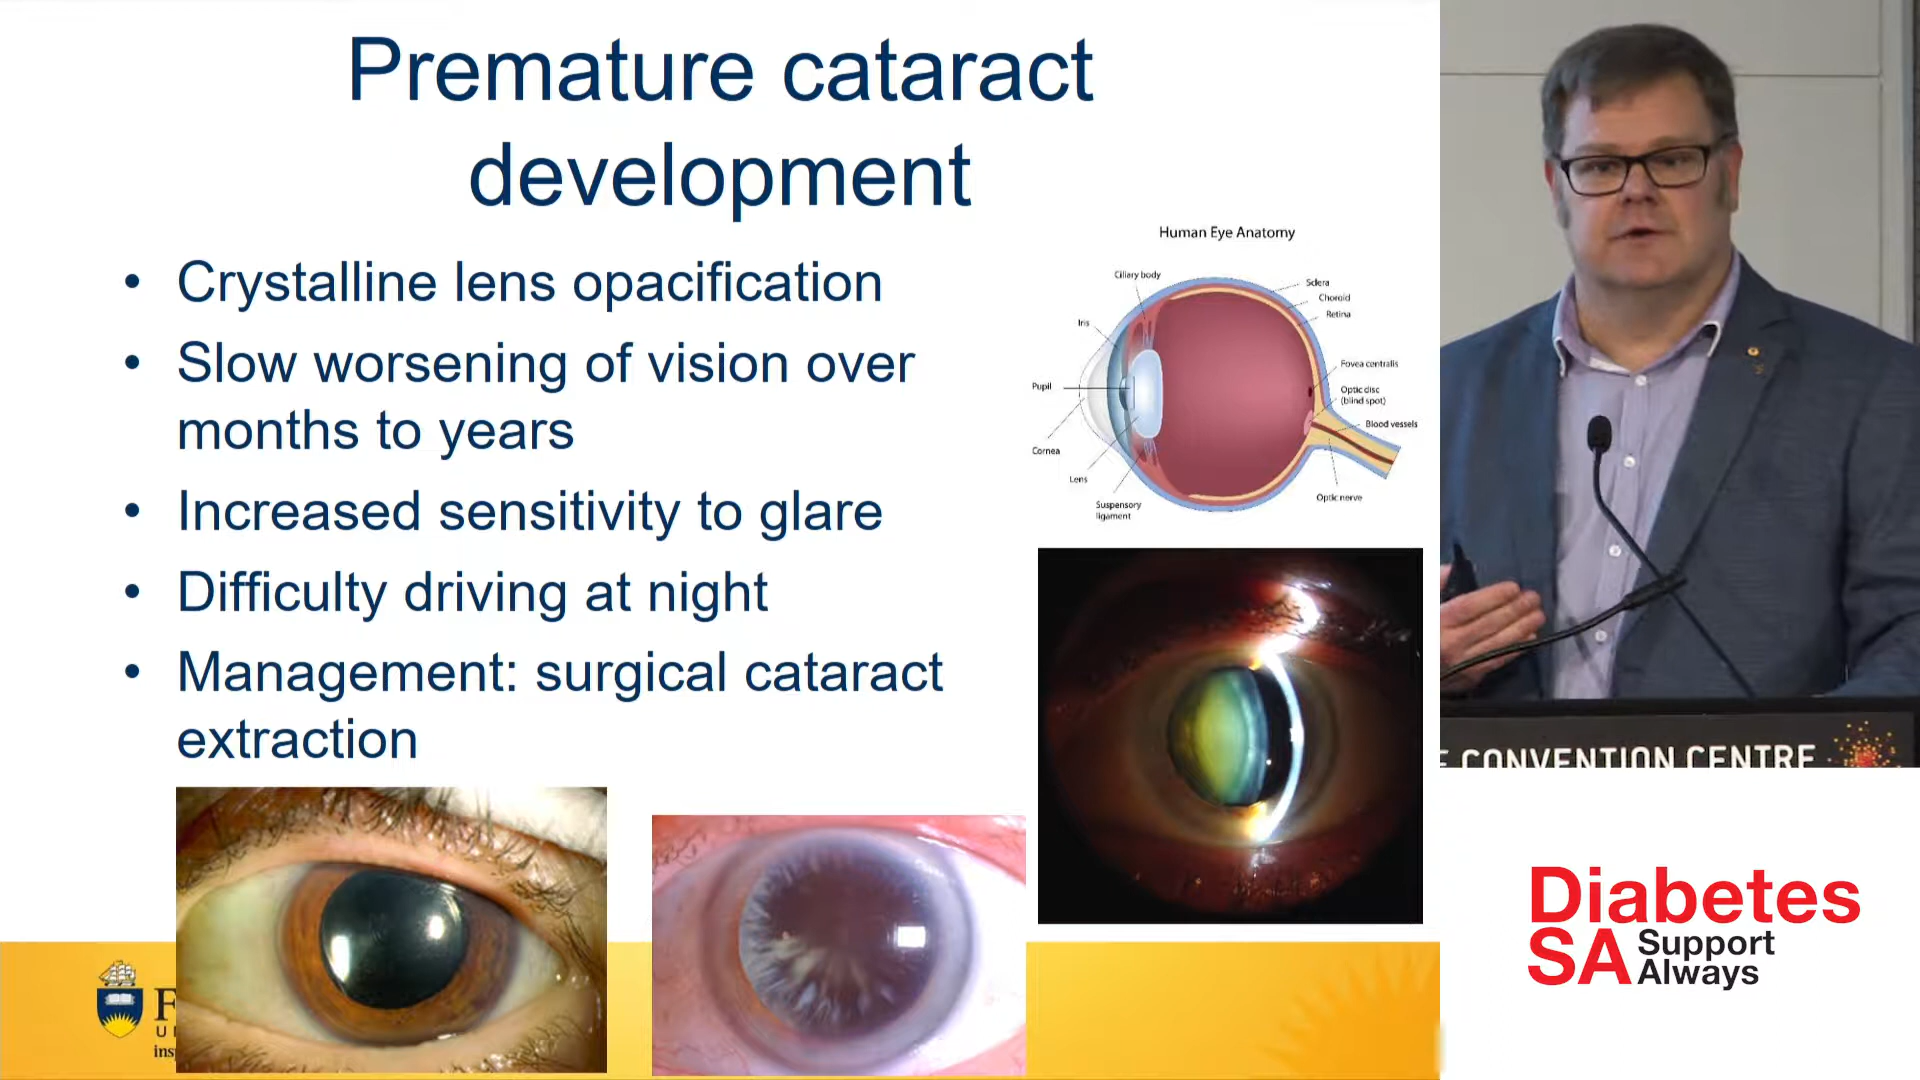 Premature cataract
development
• Crystalline lens opacification
• Slow worsening of vision over
months to years
• Increased sensitivity to glare
• Difficulty driving at night
• Management: surgical cataract
extraction
Human Eye Anatomy
Ciliary body
Sclera
Choroid
Retina
Iris
Fovea centralis
Pupil
Optic disc
(blind spot)
Blood vessels
Cornea
Lens
Suspensory
ligament
Optic nerve
CONVENTION CENTRE
Diabetes
SA Support
Always